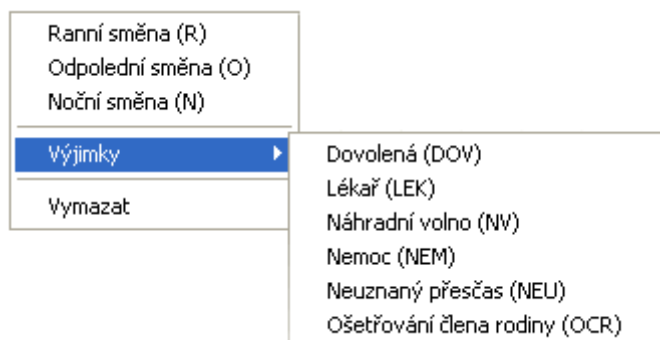 Ranní směna (R)
Odpolední směna (O)
Noční směna (N)
Výjimky
Vymazat
Dovolená (DOV)
Lékař (LEK)
Náhradní volno (NV)
Nemoc (NEM)
Neuznaný přesčas (NEU)
Ošetřování člena rodiny (OCR)